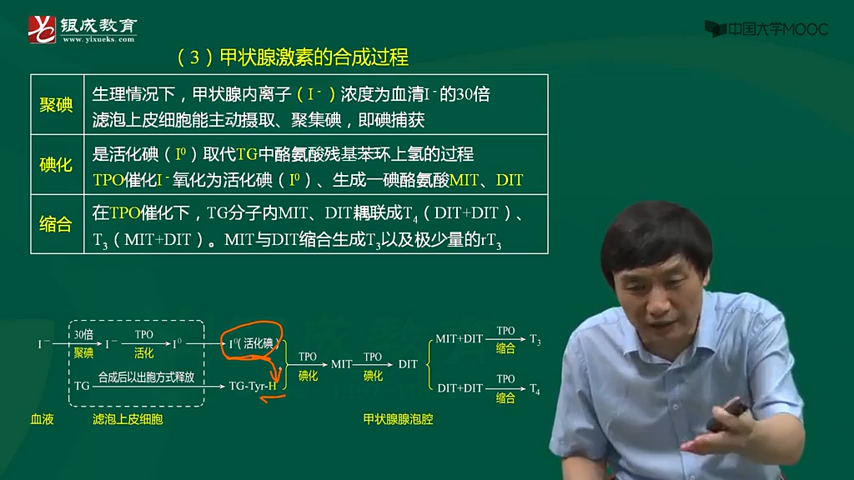 银成教育
www.yixueks.com
中国大学MOOC
（3）甲状腺激素的合成过程
聚碘
生理情况下，甲状腺内离子（I⁻）浓度为血清I⁻的30倍
滤泡上皮细胞能主动摄取、聚集碘，即碘捕获
碘化
是活化碘（I⁰）取代TG中酪氨酸残基苯环上氢的过程
TPO催化I⁻氧化为活化碘（I⁰）、生成一碘酪氨酸MIT、DIT
缩合
在TPO催化下，TG分子内MIT、DIT耦联成T₄（DIT+DIT）、
T₃（MIT+DIT）。MIT与DIT缩合生成T₃以及极少量的rT₃
I⁻ 30倍 聚碘 I⁻ TPO 活化 I⁰ I⁰(活化碘)
TG 合成后以出胞方式释放 TG-Tyr-H
TPO 碘化 MIT TPO 碘化 DIT
MIT+DIT TPO 缩合 T₃
DIT+DIT TPO 缩合 T₄
血液 滤泡上皮细胞 甲状腺腺泡腔